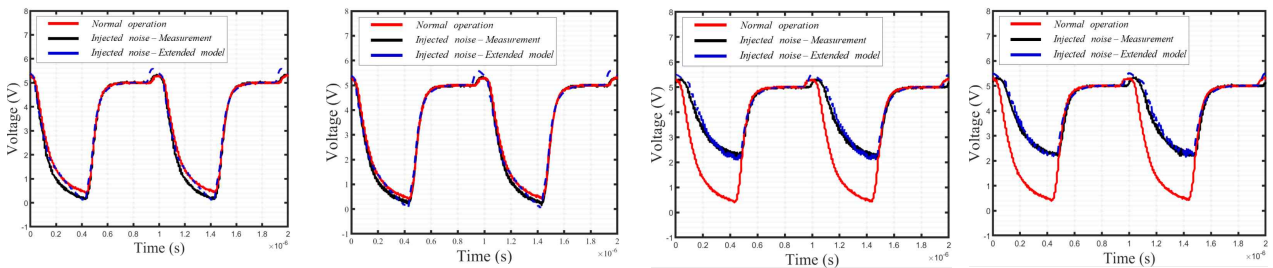 Normal operation
Injected noise – Measurement
Injected noise – Extended model
Voltage (V)
8
7
6
5
4
3
2
1
0
-1
0 0.2 0.4 0.6 0.8 1 1.2 1.4 1.6 1.8 2
×10⁻⁶
Time (s)
Normal operation
Injected noise – Measurement
Injected noise – Extended model
Voltage (V)
8
7
6
5
4
3
2
1
0
-1
0 0.2 0.4 0.6 0.8 1 1.2 1.4 1.6 1.8 2
×10⁻⁶
Time (s)
Normal operation
Injected noise – Measurement
Injected noise – Extended model
Voltage (V)
8
7
6
5
4
3
2
1
0
-1
0 0.2 0.4 0.6 0.8 1 1.2 1.4 1.6 1.8 2
×10⁻⁶
Time (s)
Normal operation
Injected noise – Measurement
Injected noise – Extended model
Voltage (V)
8
7
6
5
4
3
2
1
0
-1
0 0.2 0.4 0.6 0.8 1 1.2 1.4 1.6 1.8 2
×10⁻⁶
Time (s)